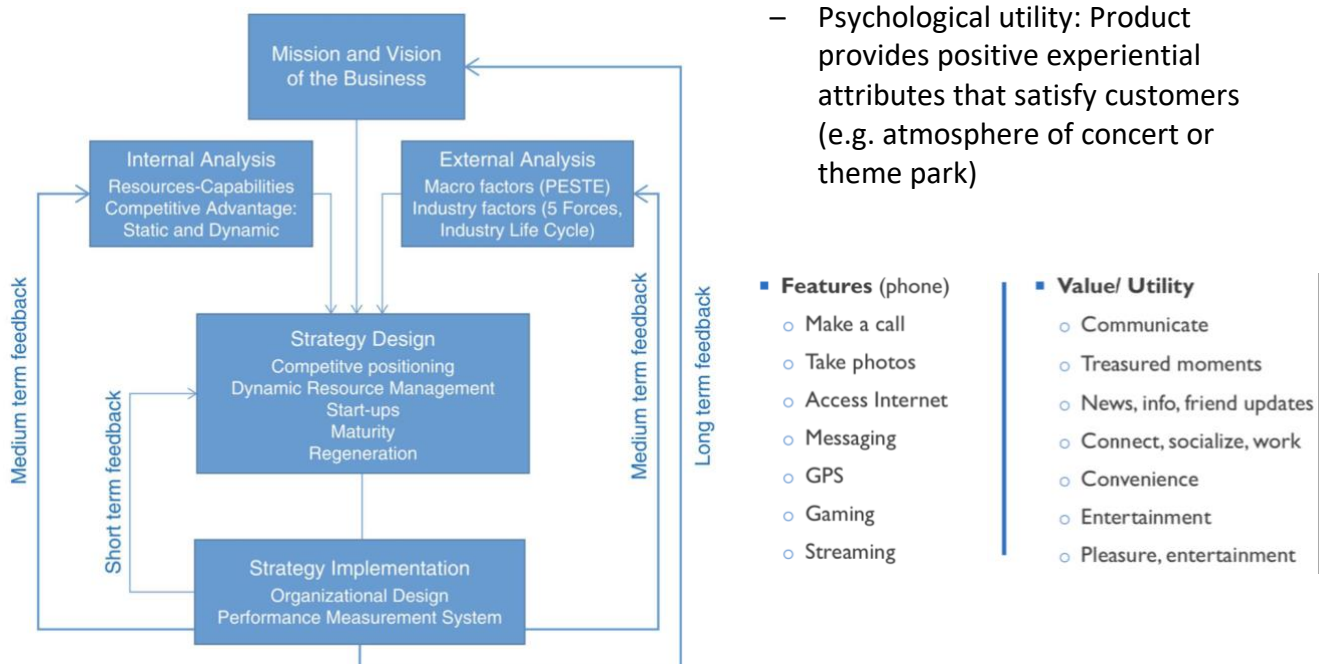 Mission and Vision
of the Business
Internal Analysis
Resources-Capabilities
Competitive Advantage:
Static and Dynamic
External Analysis
Macro factors (PESTE)
Industry factors (5 Forces,
Industry Life Cycle)
Strategy Design
Competitve positioning
Dynamic Resource Management
Start-ups
Maturity
Regeneration
Strategy Implementation
Organizational Design
Performance Measurement System
Medium term feedback
Short term feedback
Medium term feedback
Long term feedback
– Psychological utility: Product
provides positive experiential
attributes that satisfy customers
(e.g. atmosphere of concert or
theme park)
▪ Features (phone)
○ Make a call
○ Take photos
○ Access Internet
○ Messaging
○ GPS
○ Gaming
○ Streaming
▪ Value/ Utility
○ Communicate
○ Treasured moments
○ News, info, friend updates
○ Connect, socialize, work
○ Convenience
○ Entertainment
○ Pleasure, entertainment